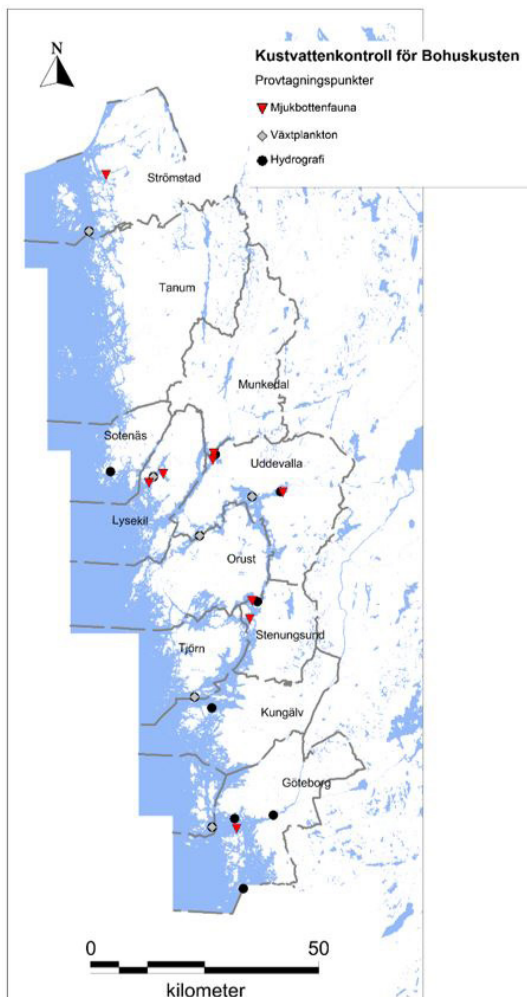 N
Kustvattenkontroll för Bohuskusten
Provtagningspunkter
Mjukbottenfauna
Växtplankton
Hydrografi
Strömstad
Tanum
Munkedal
Sotenäs
Uddevalla
Lysekil
Orust
Stenungsund
Tjörn
Kungälv
Göteborg
0 50
kilometer